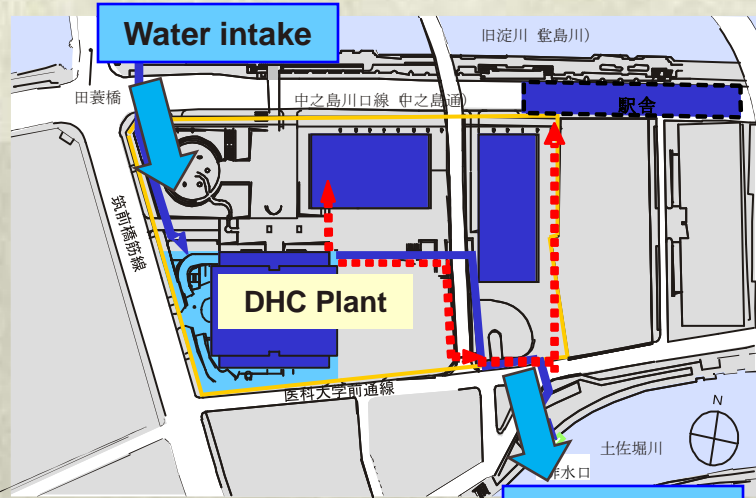 Water intake
旧淀川（堂島川）
田蓑橋
中之島川口線（中之島通）
駅舎
筑前橋筋線
DHC Plant
医科大学前通線
N
土佐堀川
水口